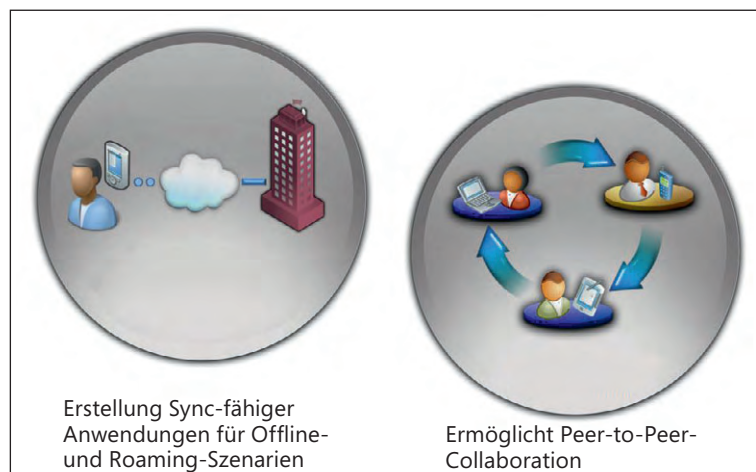 Erstellung Sync-fähiger
Anwendungen für Offline-
und Roaming-Szenarien
Ermöglicht Peer-to-Peer-
Collaboration